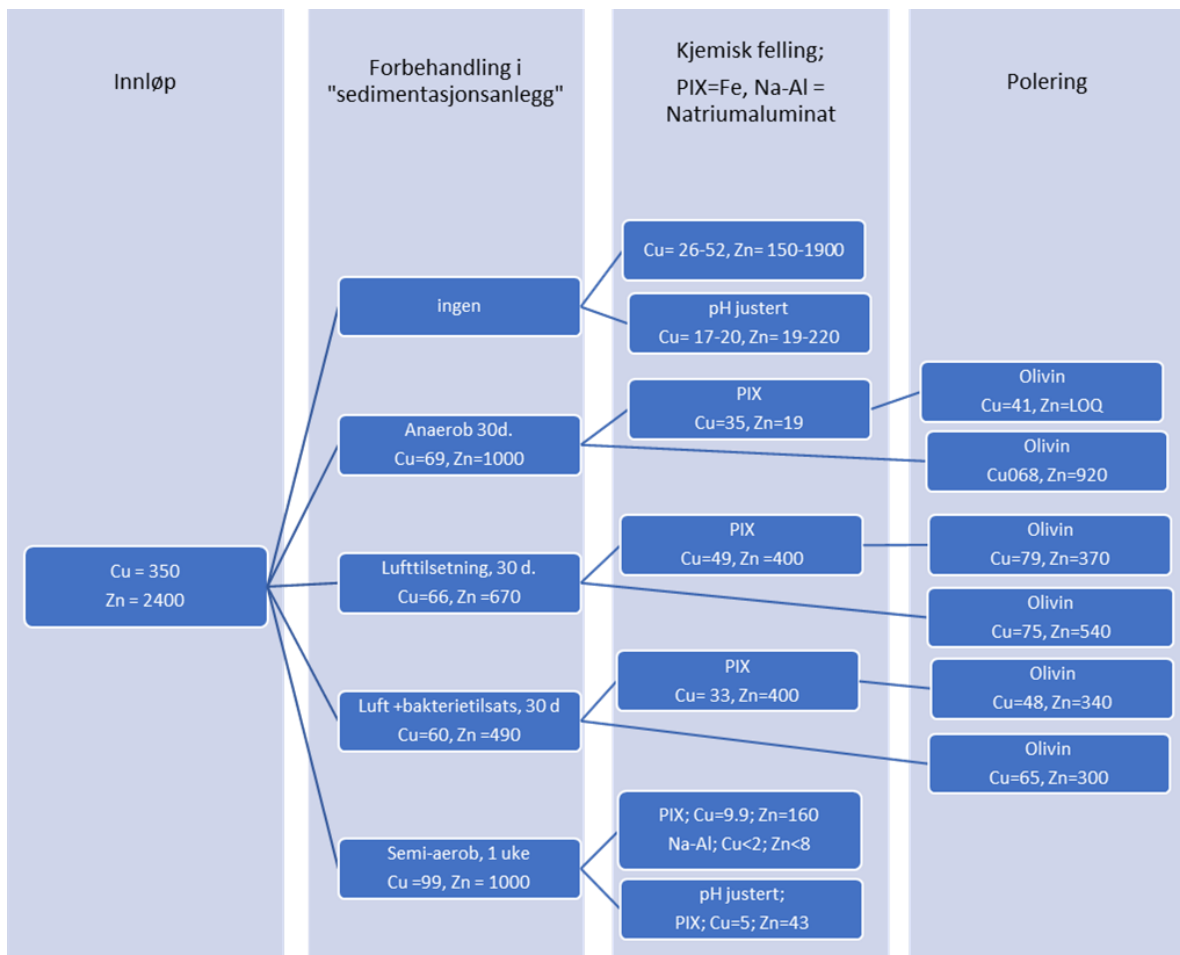 Innløp
Forbehandling i
"sedimentasjonsanlegg"
Kjemisk felling;
PIX=Fe, Na-Al =
Natriumaluminat
Polering
Cu = 350
Zn = 2400
ingen
Cu= 26-52, Zn= 150-1900
pH justert
Cu= 17-20, Zn= 19-220
Anaerob 30d.
Cu=69, Zn=1000
PIX
Cu=35, Zn=19
Olivin
Cu=41, Zn=LOQ
Olivin
Cu068, Zn=920
Lufttilsetning, 30 d.
Cu=66, Zn =670
PIX
Cu=49, Zn =400
Olivin
Cu=79, Zn=370
Olivin
Cu=75, Zn=540
Luft +bakterietilsats, 30 d
Cu=60, Zn =490
PIX
Cu= 33, Zn=400
Olivin
Cu=48, Zn=340
Olivin
Cu=65, Zn=300
Semi-aerob, 1 uke
Cu =99, Zn = 1000
PIX; Cu=9.9; Zn=160
Na-Al; Cu<2; Zn<8
pH justert;
PIX; Cu=5; Zn=43